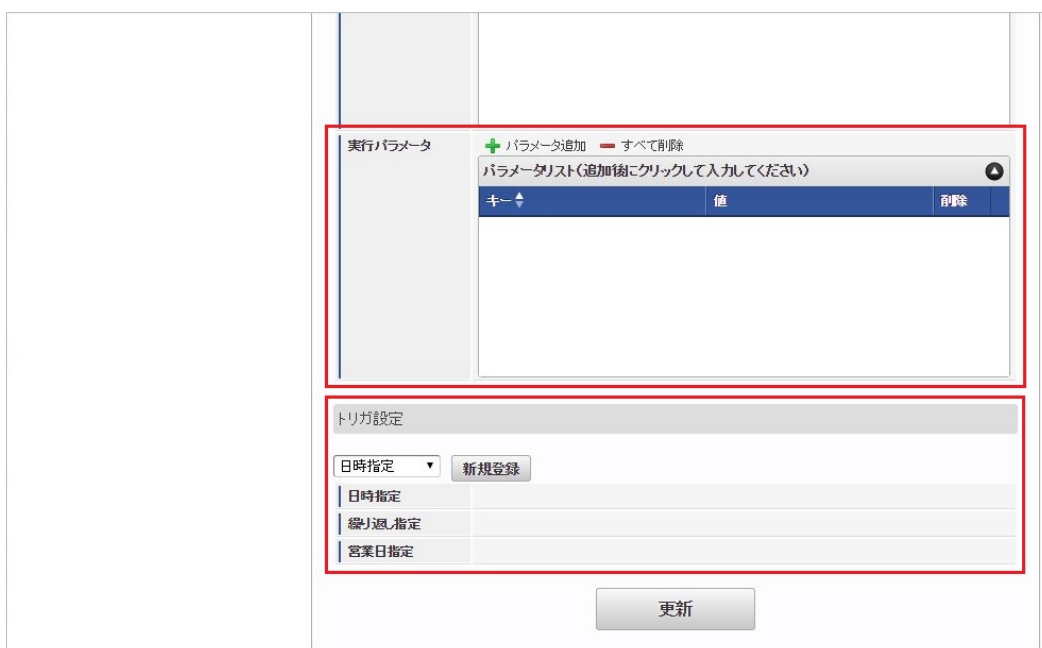 実行パラメータ
パラメータ追加 すべて削除
パラメータリスト(追加後にクリックして入力してください)
キー 値 削除
トリガ設定
日時指定 新規登録
日時指定
繰り返し指定
営業日指定
更新